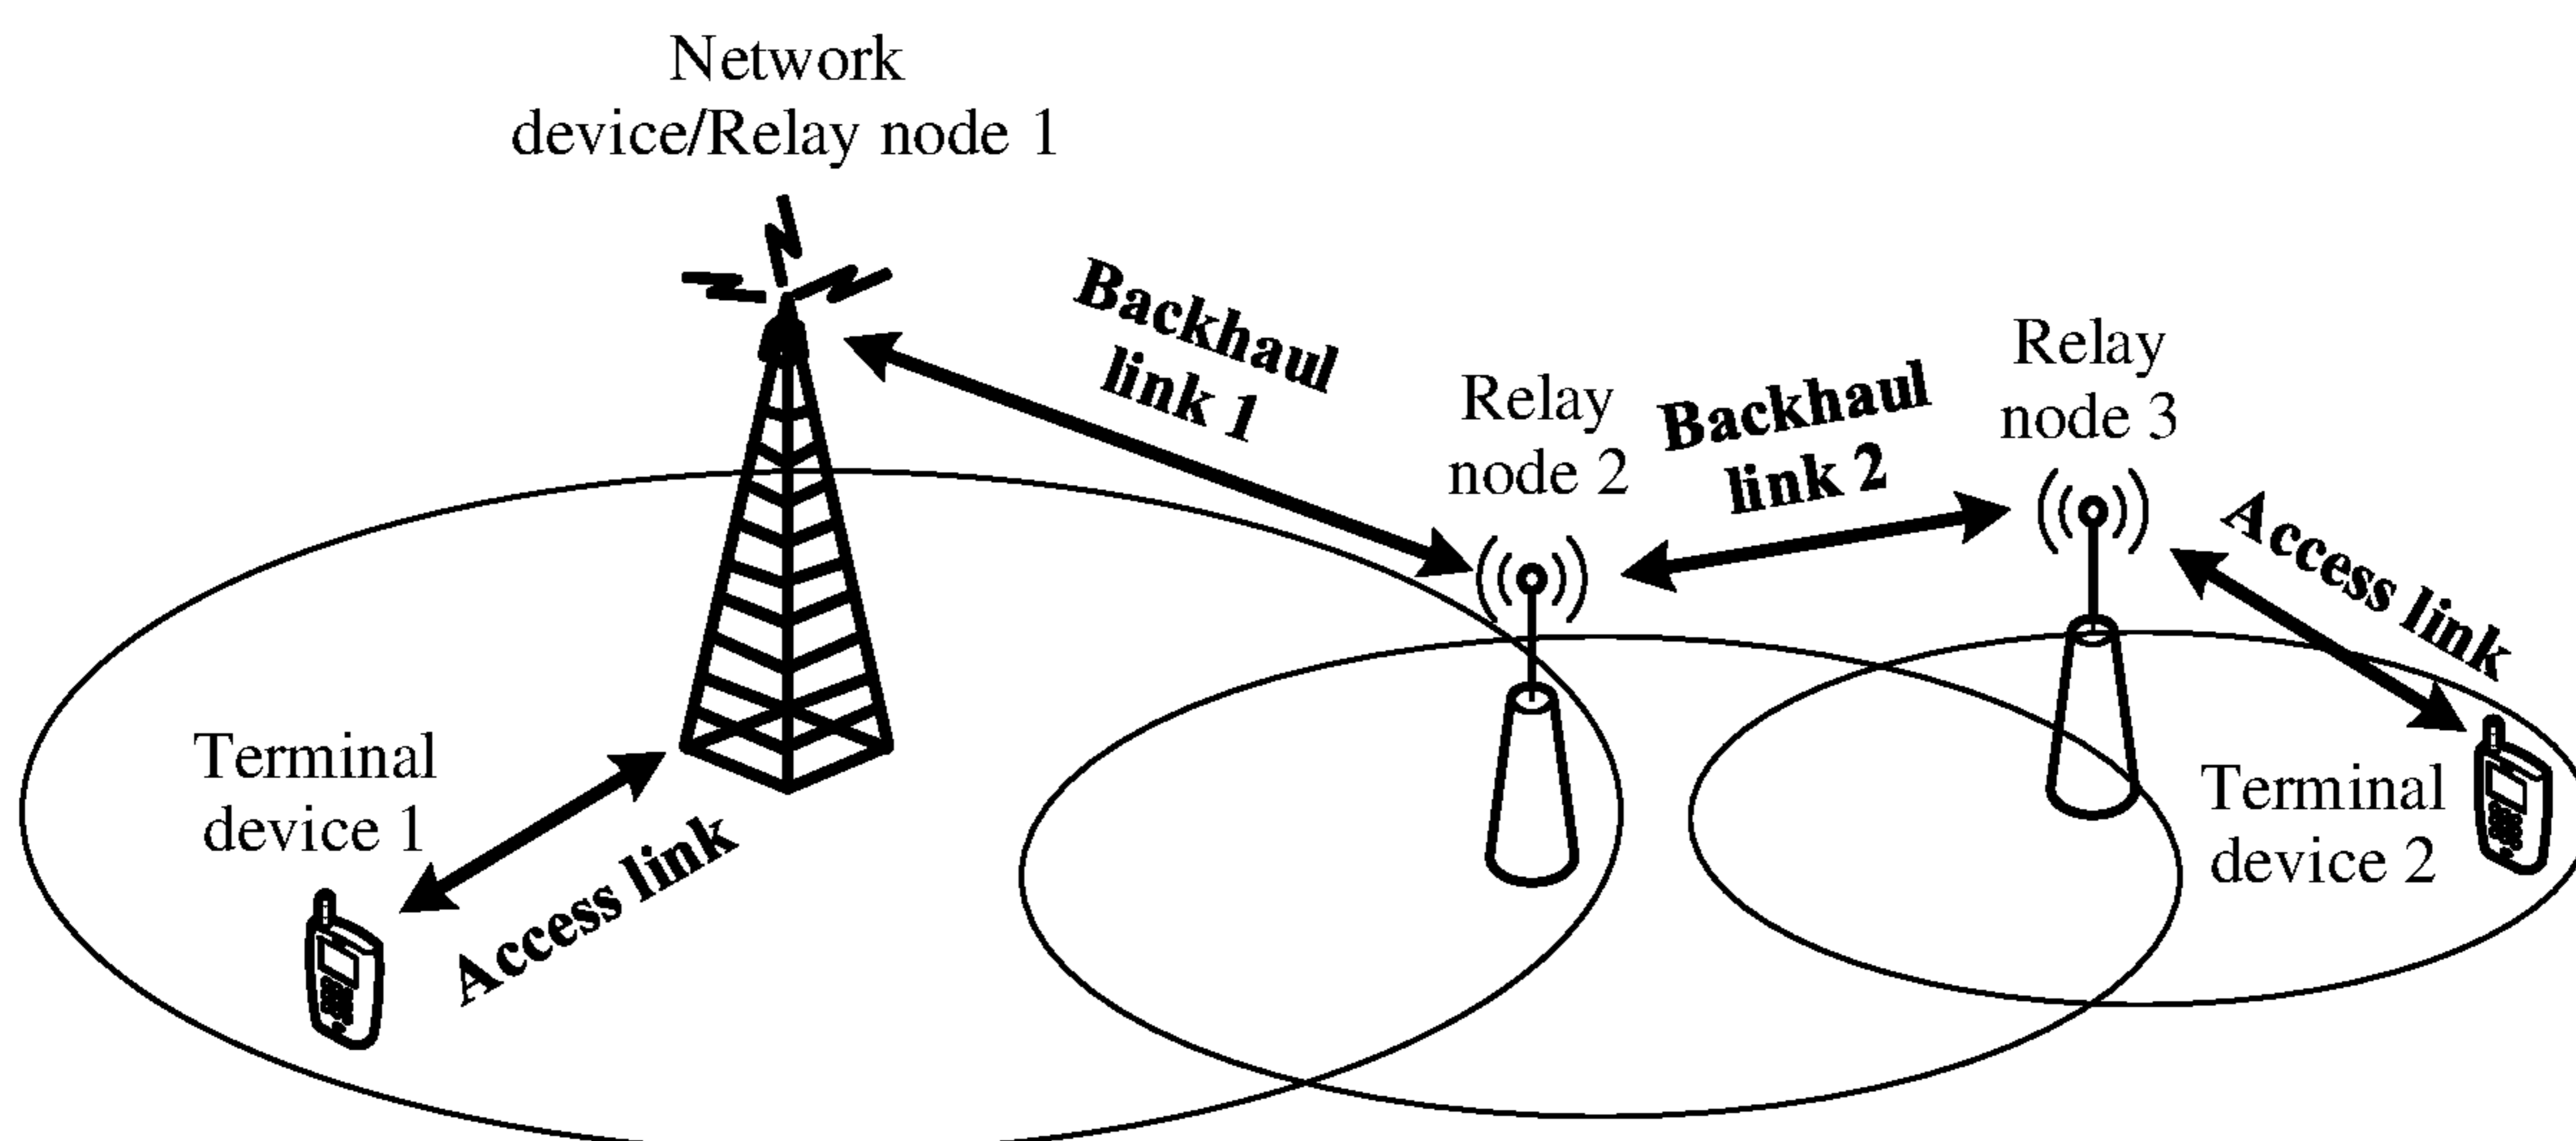 Network
device/Relay node 1
Backhaul
link 1
Relay
node 2
Backhaul
link 2
Relay
node 3
Access link
Terminal
device 1
Access link
Terminal
device 2